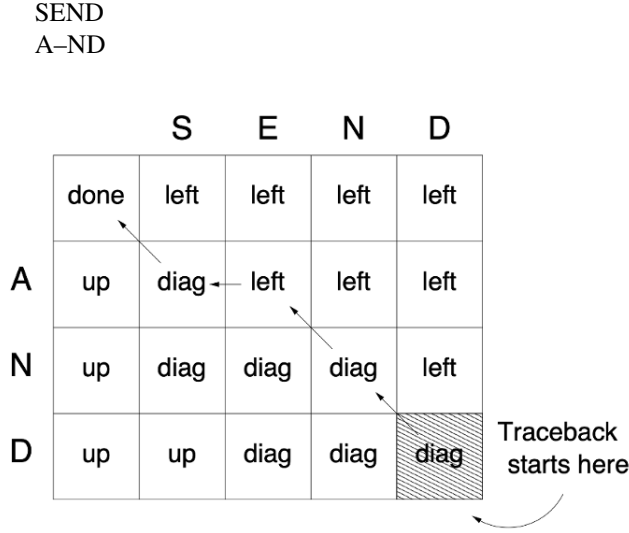 SEND
A–ND
S E N D
done left left left left
A up diag left left left
N up diag diag diag left
D up up diag diag diag
Traceback
starts here